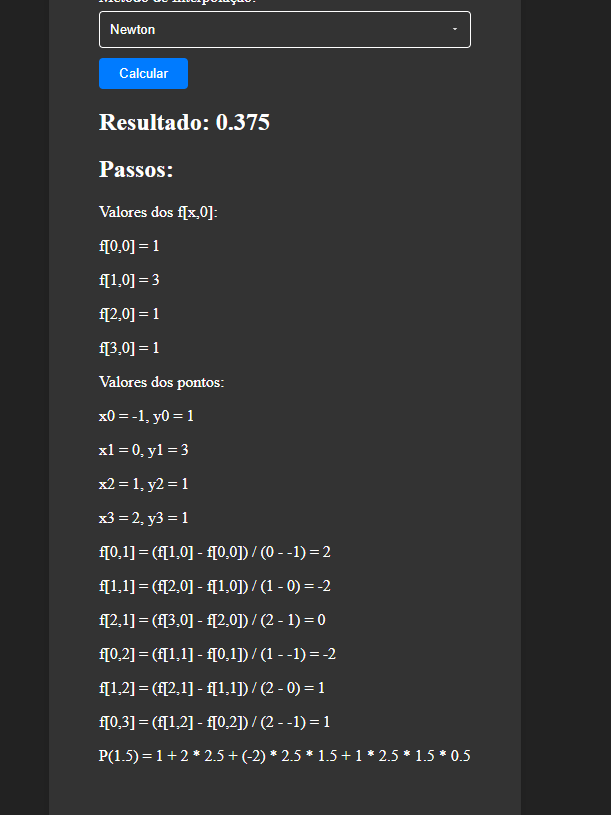 Método de Interpolação:
Newton
Calcular
Resultado: 0.375
Passos:
Valores dos f[x,0]:
f[0,0] = 1
f[1,0] = 3
f[2,0] = 1
f[3,0] = 1
Valores dos pontos:
x0 = -1, y0 = 1
x1 = 0, y1 = 3
x2 = 1, y2 = 1
x3 = 2, y3 = 1
f[0,1] = (f[1,0] - f[0,0]) / (0 - -1) = 2
f[1,1] = (f[2,0] - f[1,0]) / (1 - 0) = -2
f[2,1] = (f[3,0] - f[2,0]) / (2 - 1) = 0
f[0,2] = (f[1,1] - f[0,1]) / (1 - -1) = -2
f[1,2] = (f[2,1] - f[1,1]) / (2 - 0) = 1
f[0,3] = (f[1,2] - f[0,2]) / (2 - -1) = 1
P(1.5) = 1 + 2 * 2.5 + (-2) * 2.5 * 1.5 + 1 * 2.5 * 1.5 * 0.5